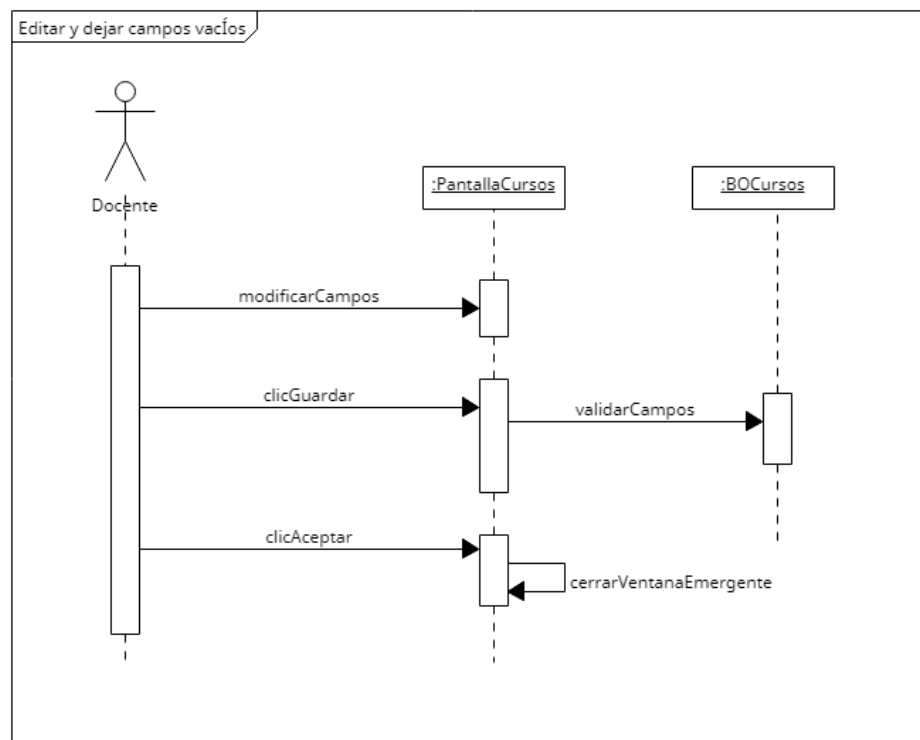 Editar y dejar campos vacÍos
:PantallaCursos
:BOCursos
Docente
modificarCampos
clicGuardar
validarCampos
clicAceptar
cerrarVentanaEmergente